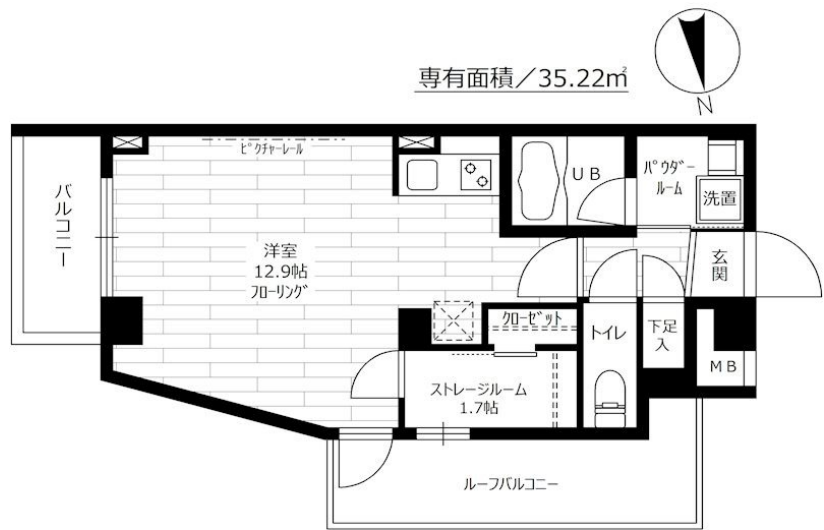 専有面積／35.22㎡
N
ピクチャーレール
バルコニー
UB
パウダー
ルーム
洗置
洋室
12.9帖
フローリング
玄
関
クローゼット
トイレ
下足
入
MB
ストレージルーム
1.7帖
ルーフバルコニー